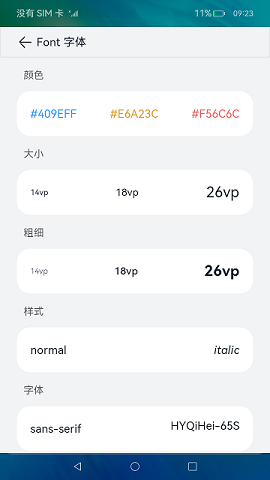 没有 SIM 卡 11% 09:23
Font 字体
颜色
#409EFF #E6A23C #F56C6C
大小
14vp 18vp 26vp
粗细
14vp 18vp 26vp
样式
normal italic
字体
sans-serif HYQiHei-65S